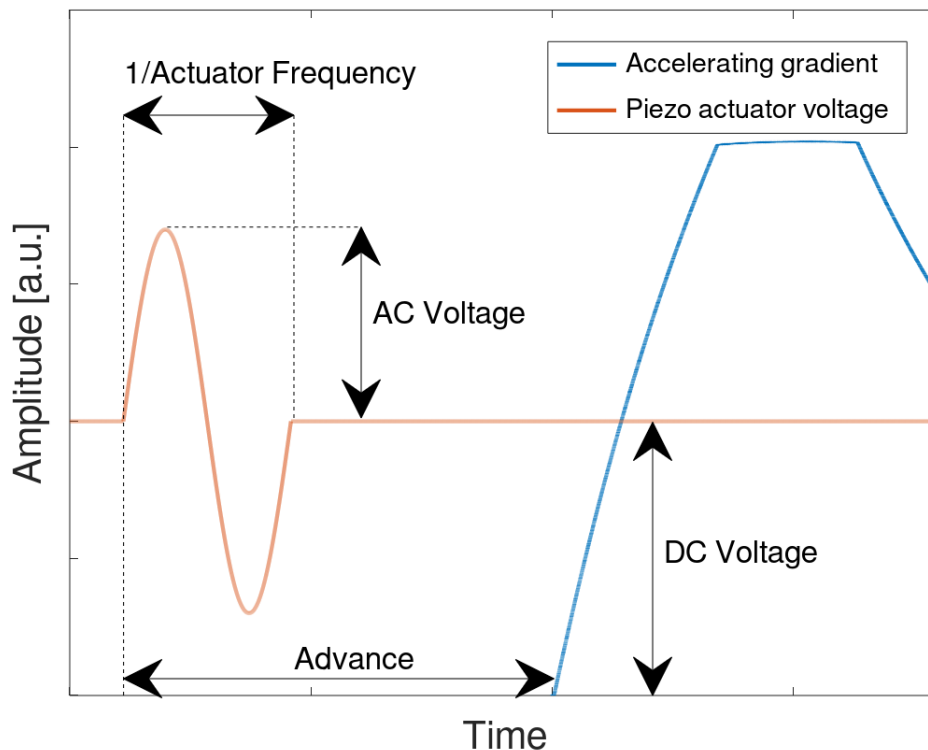 1/Actuator Frequency
Accelerating gradient
Piezo actuator voltage
AC Voltage
Amplitude [a.u.]
DC Voltage
Advance
Time